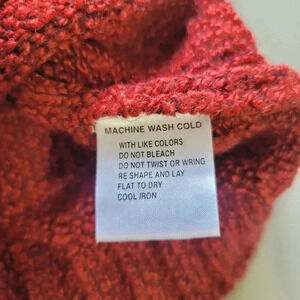 MACHINE WASH COLD
WITH LIKE COLORS
DO NOT BLEACH
DO NOT TWIST OR WRING
RE SHAPE AND LAY
FLAT TO DRY
COOL IRON